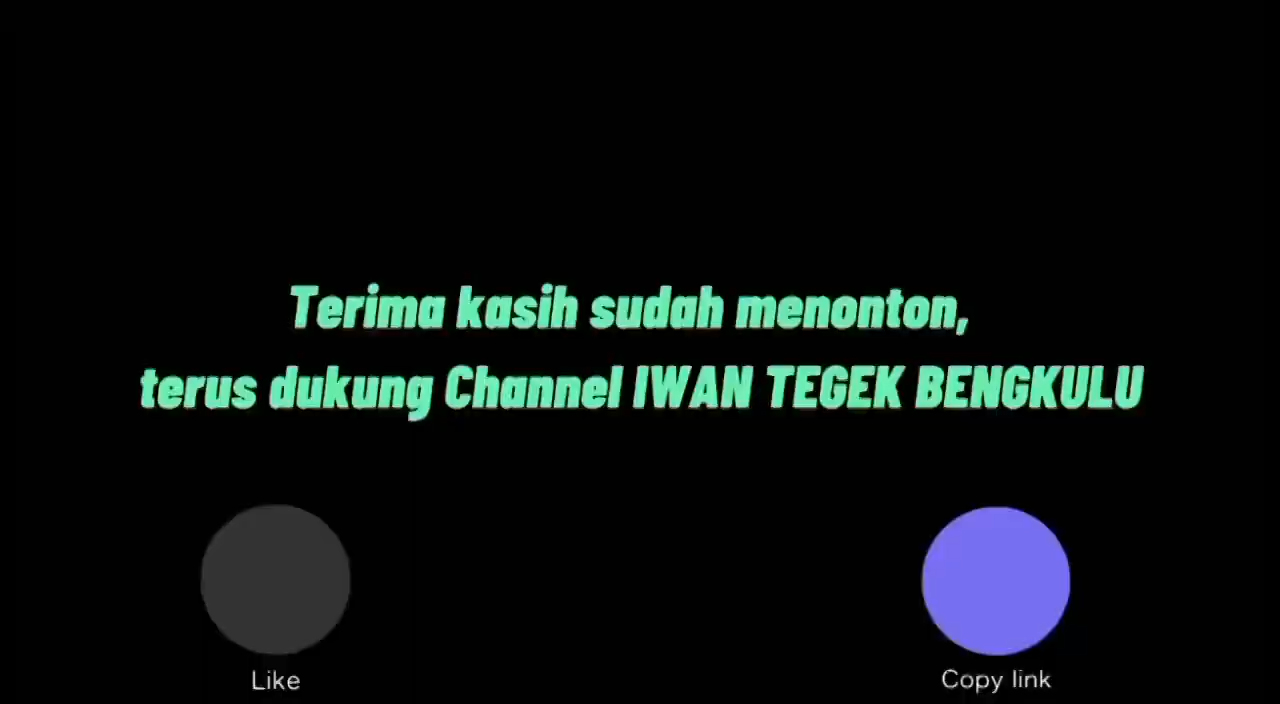 Terima kasih sudah menonton,
terus dukung Channel IWAN TEGEK BENGKULU
Like
Copy link